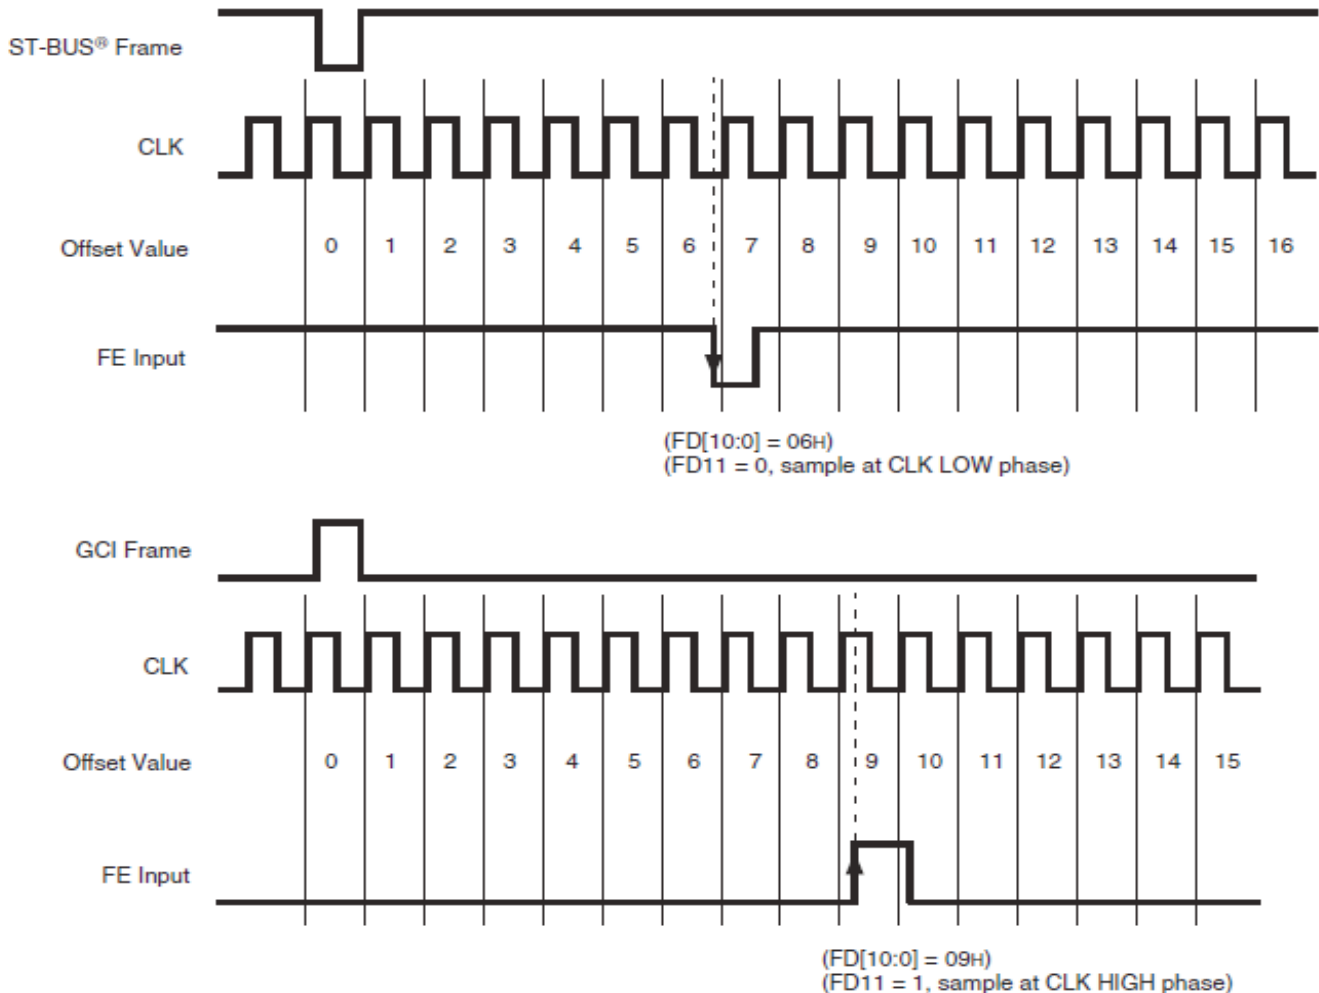 ST-BUS® Frame
CLK
Offset Value 0 1 2 3 4 5 6 7 8 9 10 11 12 13 14 15 16
FE Input
(FD[10:0] = 06H)
(FD11 = 0, sample at CLK LOW phase)
GCI Frame
CLK
Offset Value 0 1 2 3 4 5 6 7 8 9 10 11 12 13 14 15
FE Input
(FD[10:0] = 09H)
(FD11 = 1, sample at CLK HIGH phase)